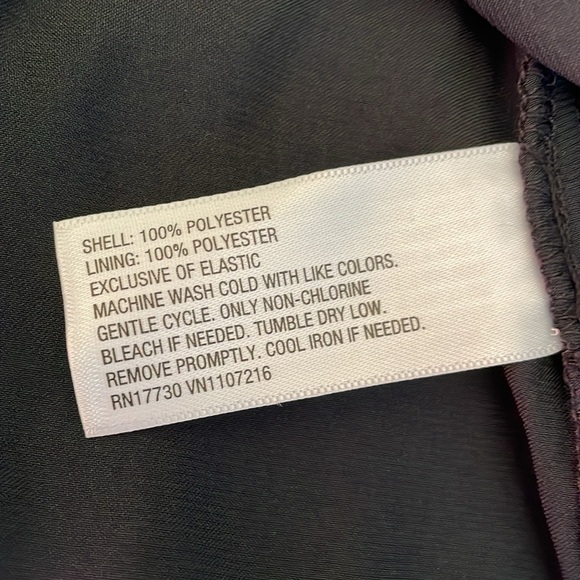 SHELL: 100% POLYESTER
LINING: 100% POLYESTER
EXCLUSIVE OF ELASTIC
MACHINE WASH COLD WITH LIKE COLORS.
GENTLE CYCLE. ONLY NON-CHLORINE
BLEACH IF NEEDED. TUMBLE DRY LOW.
REMOVE PROMPTLY. COOL IRON IF NEEDED.
RN17730 VN1107216